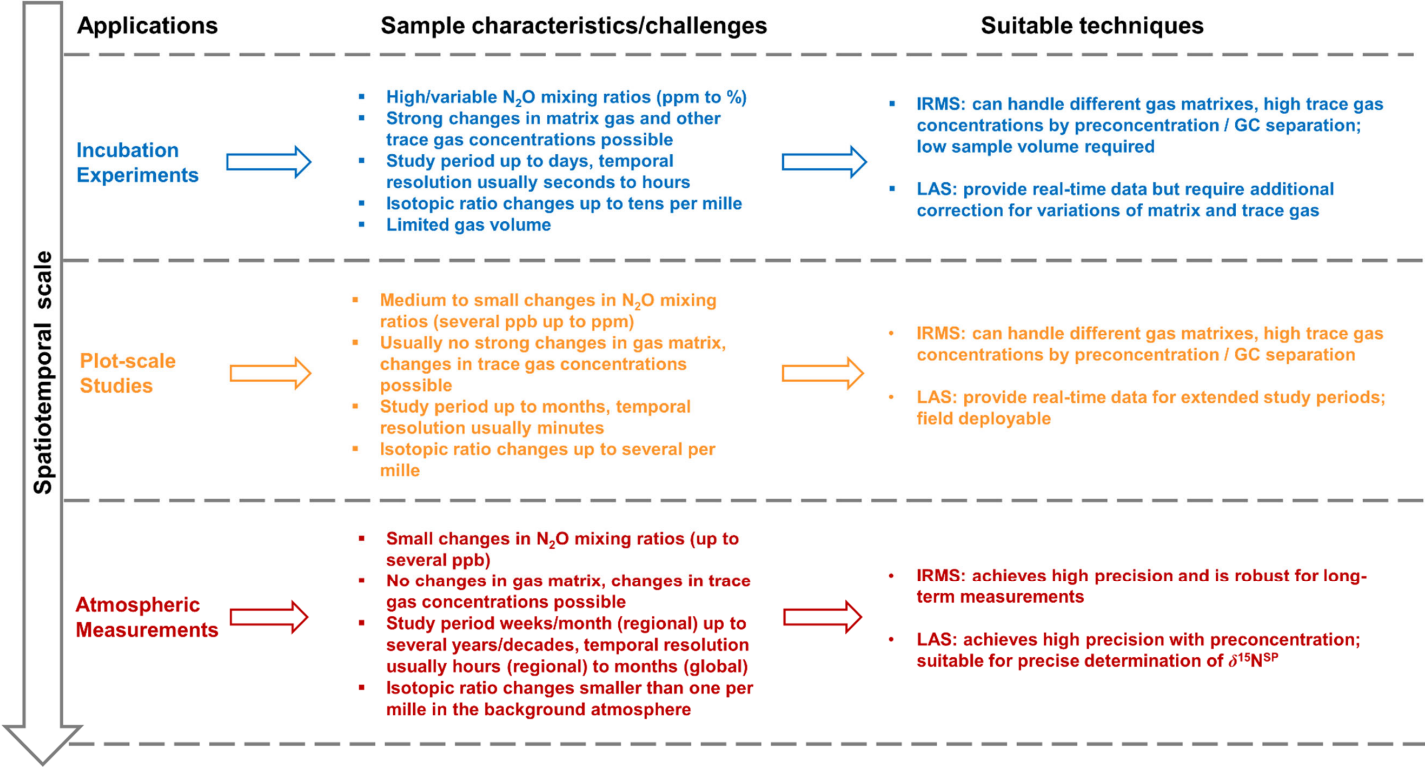 Applications
Sample characteristics/challenges
Suitable techniques
Spatiotemporal scale
Incubation
Experiments
▪ High/variable N₂O mixing ratios (ppm to %)
▪ Strong changes in matrix gas and other
trace gas concentrations possible
▪ Study period up to days, temporal
resolution usually seconds to hours
▪ Isotopic ratio changes up to tens per mille
▪ Limited gas volume
▪ IRMS: can handle different gas matrixes, high trace gas
concentrations by preconcentration / GC separation;
low sample volume required
▪ LAS: provide real-time data but require additional
correction for variations of matrix and trace gas
Plot-scale
Studies
▪ Medium to small changes in N₂O mixing
ratios (several ppb up to ppm)
▪ Usually no strong changes in gas matrix,
changes in trace gas concentrations
possible
▪ Study period up to months, temporal
resolution usually minutes
▪ Isotopic ratio changes up to several per
mille
• IRMS: can handle different gas matrixes, high trace gas
concentrations by preconcentration / GC separation
• LAS: provide real-time data for extended study periods;
field deployable
Atmospheric
Measurements
▪ Small changes in N₂O mixing ratios (up to
several ppb)
▪ No changes in gas matrix, changes in trace
gas concentrations possible
▪ Study period weeks/month (regional) up to
several years/decades, temporal resolution
usually hours (regional) to months (global)
▪ Isotopic ratio changes smaller than one per
mille in the background atmosphere
• IRMS: achieves high precision and is robust for long-
term measurements
• LAS: achieves high precision with preconcentration;
suitable for precise determination of δ¹⁵Nˢᴾ